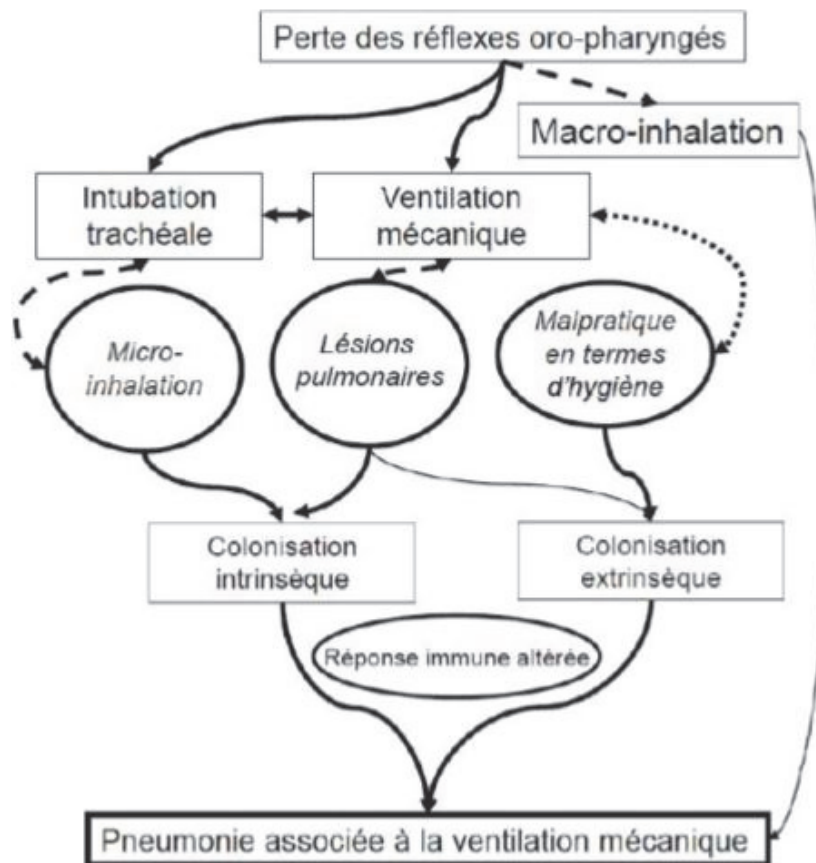 Perte des réflexes oro-pharyngés
Macro-inhalation
Intubation
trachéale
Ventilation
mécanique
Micro-
inhalation
Lésions
pulmonaires
Malpratique
en termes
d'hygiène
Colonisation
intrinsèque
Colonisation
extrinsèque
Réponse immune altérée
Pneumonie associée à la ventilation mécanique